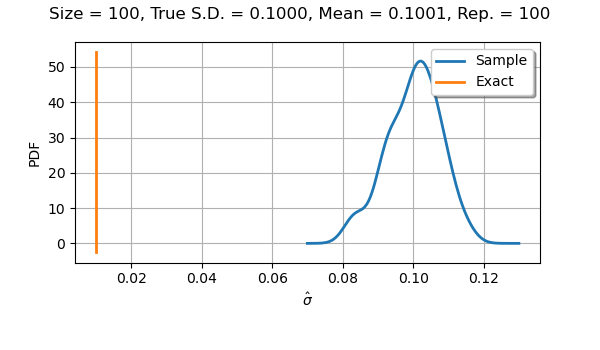 Size = 100, True S.D. = 0.1000, Mean = 0.1001, Rep. = 100
Sample
Exact
PDF
50
40
30
20
10
0
0.02 0.04 0.06 0.08 0.10 0.12
σ̂